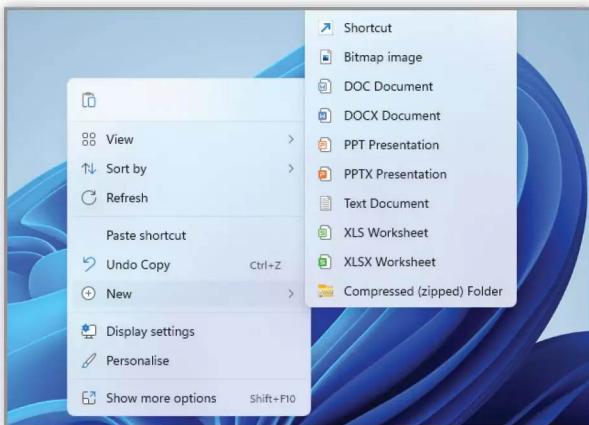 View
Sort by
Refresh
Paste shortcut
Undo Copy Ctrl+Z
New
Display settings
Personalise
Show more options Shift+F10
Shortcut
Bitmap image
DOC Document
DOCX Document
PPT Presentation
PPTX Presentation
Text Document
XLS Worksheet
XLSX Worksheet
Compressed (zipped) Folder